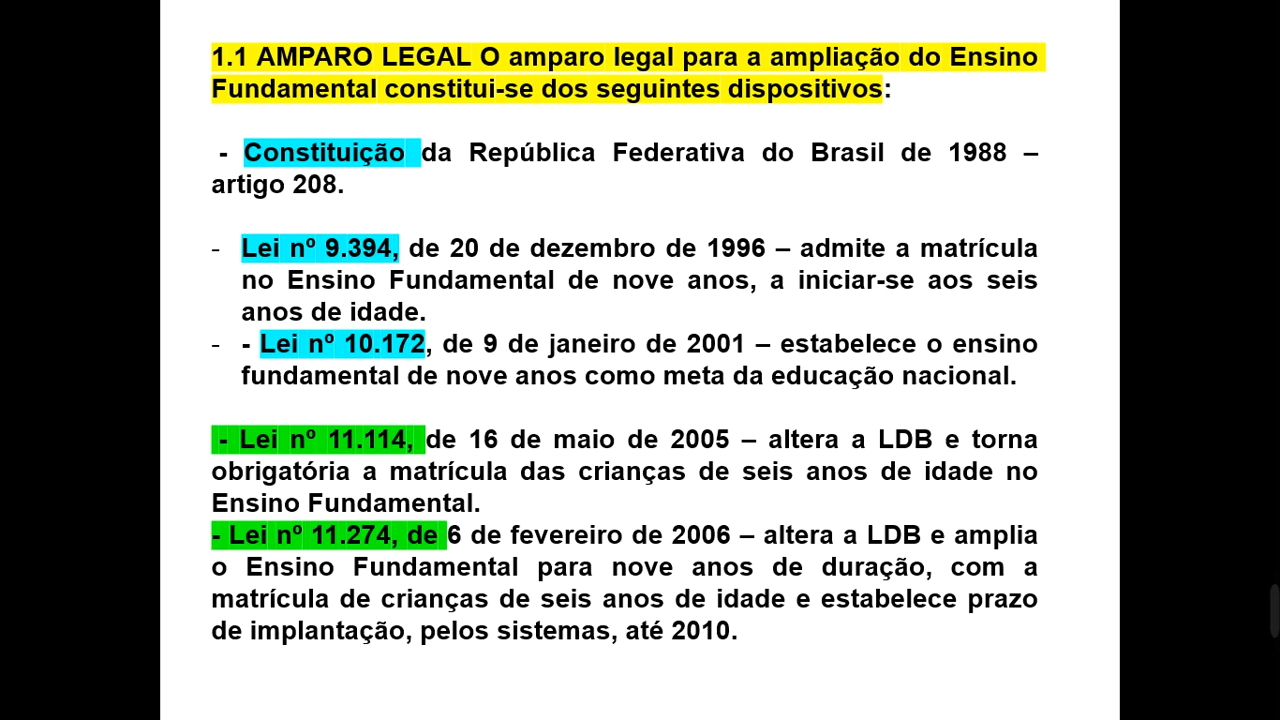 1.1 AMPARO LEGAL O amparo legal para a ampliação do Ensino
Fundamental constitui-se dos seguintes dispositivos:
- Constituição da República Federativa do Brasil de 1988 –
artigo 208.
- Lei nº 9.394, de 20 de dezembro de 1996 – admite a matrícula
no Ensino Fundamental de nove anos, a iniciar-se aos seis
anos de idade.
- - Lei nº 10.172, de 9 de janeiro de 2001 – estabelece o ensino
fundamental de nove anos como meta da educação nacional.
- Lei nº 11.114, de 16 de maio de 2005 – altera a LDB e torna
obrigatória a matrícula das crianças de seis anos de idade no
Ensino Fundamental.
- Lei nº 11.274, de 6 de fevereiro de 2006 – altera a LDB e amplia
o Ensino Fundamental para nove anos de duração, com a
matrícula de crianças de seis anos de idade e estabelece prazo
de implantação, pelos sistemas, até 2010.